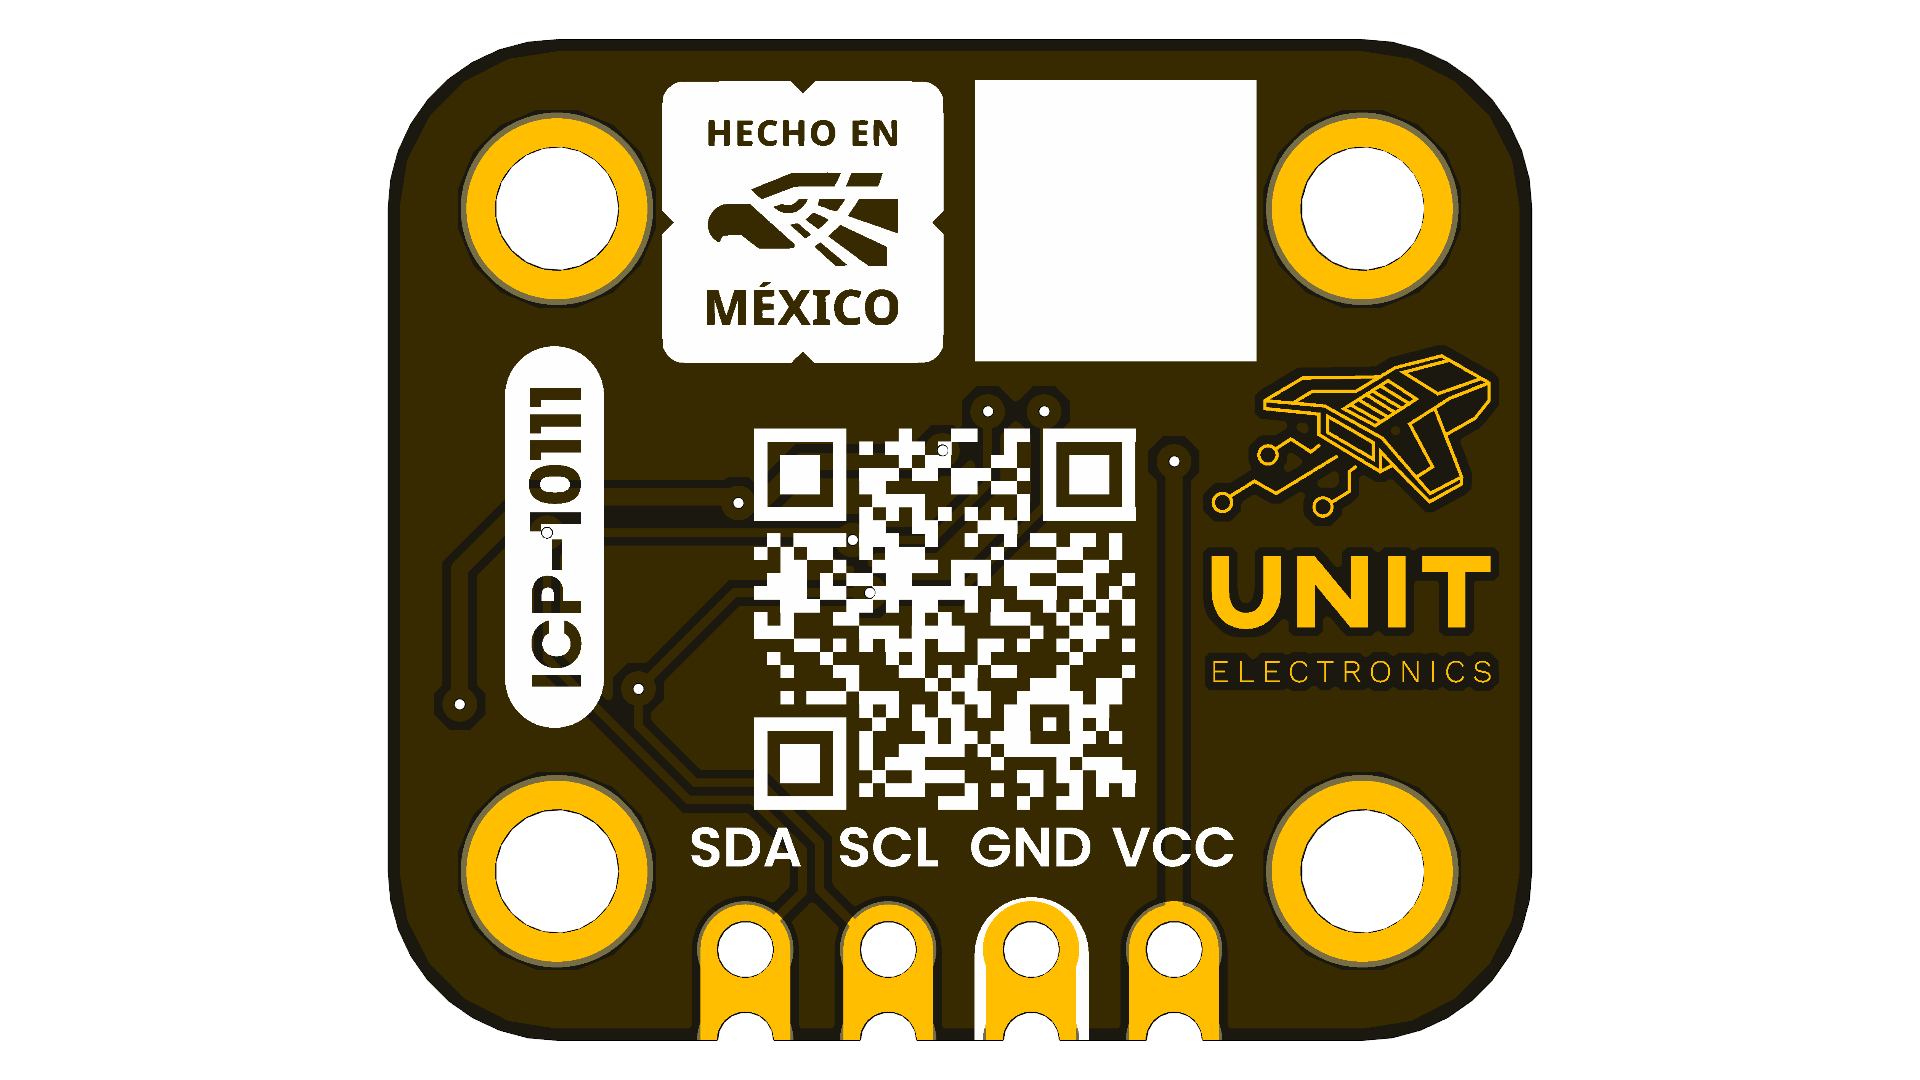 HECHO EN
MÉXICO
ICP-10111
UNIT
ELECTRONICS
SDA SCL GND VCC